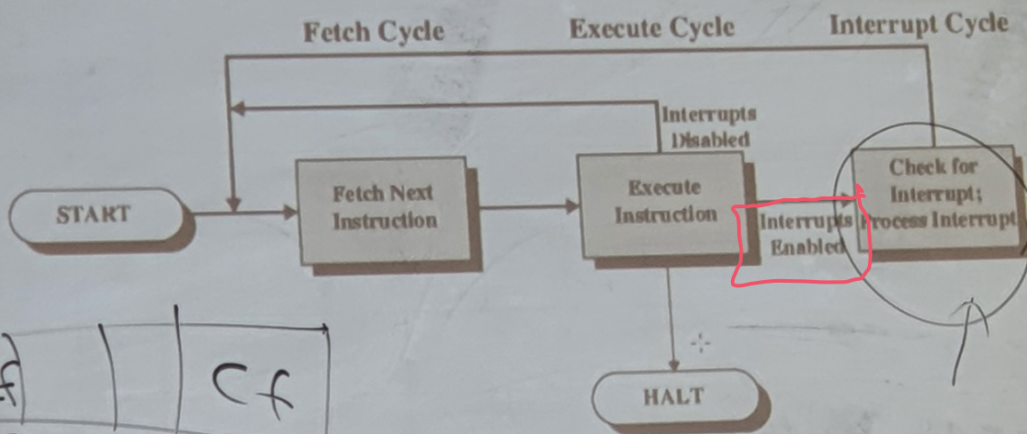 Fetch Cycle
Execute Cycle
Interrupt Cycle
Interrupts
Disabled
START
Fetch Next
Instruction
Execute
Instruction
Interrupts
Enabled
Check for
Interrupt;
Process Interrupt
HALT
Cf